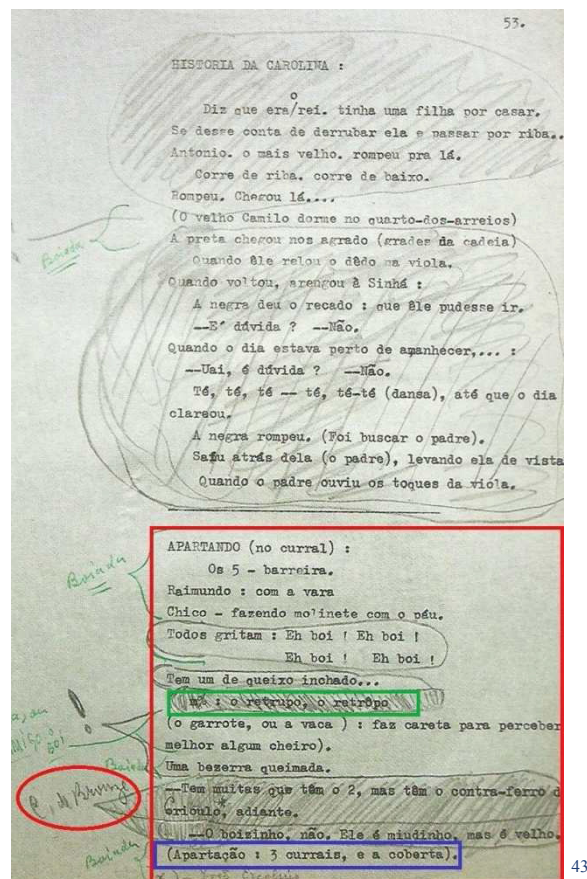 53.
HISTORIA DA CAROLINA :
o
Diz que era/rei. tinha uma filha por casar.
Se desse conta de derrubar ela e passar por riba..
Antonio. o mais velho. rompeu pra lá.
Corre de riba. corre de baixo.
Rompeu. Chegou lá....
(O velho Camilo dorme no quarto-dos-arreios)
Boiada
A preta chegou nos agrado (grades da cadeia)
Quando êle relou o dêdo na viola.
Quando voltou, arengou à Sinhá :
A negra deu o recado : que êle pudesse ir.
--E' dúvida ? --Não.
Quando o dia estava perto de amanhecer,... :
--Uai, é dúvida ? --Não.
Té, té, té -- té, té-té (dansa), até que o dia
clareou.
A negra rompeu. (Foi buscar o padre).
Saiu atrás dela (o padre), levando ela de vista
Quando o padre ouviu os toques da viola.
APARTANDO (no curral) :
Os 5 - barreira.
Boiada
Raimundo : com a vara
Chico - fazendo molinete com o páu.
Todos gritam : Eh boi ! Eh boi !
Eh boi ! Eh boi !
Tem um de queixo inchado...
m% : o retrupo, o retrôpo
(o garrote, ou a vaca ) : faz careta para perceber
melhor algum cheiro).
Boiada
Uma bezerra queimada.
--Tem muitas que têm o 2, mas têm o contra-ferro d
Crioulo, adiante.
--O boizinho, não. Ele é miudinho, mas é velho.
Boiada
(Apartação : 3 currais, e a coberta).
43